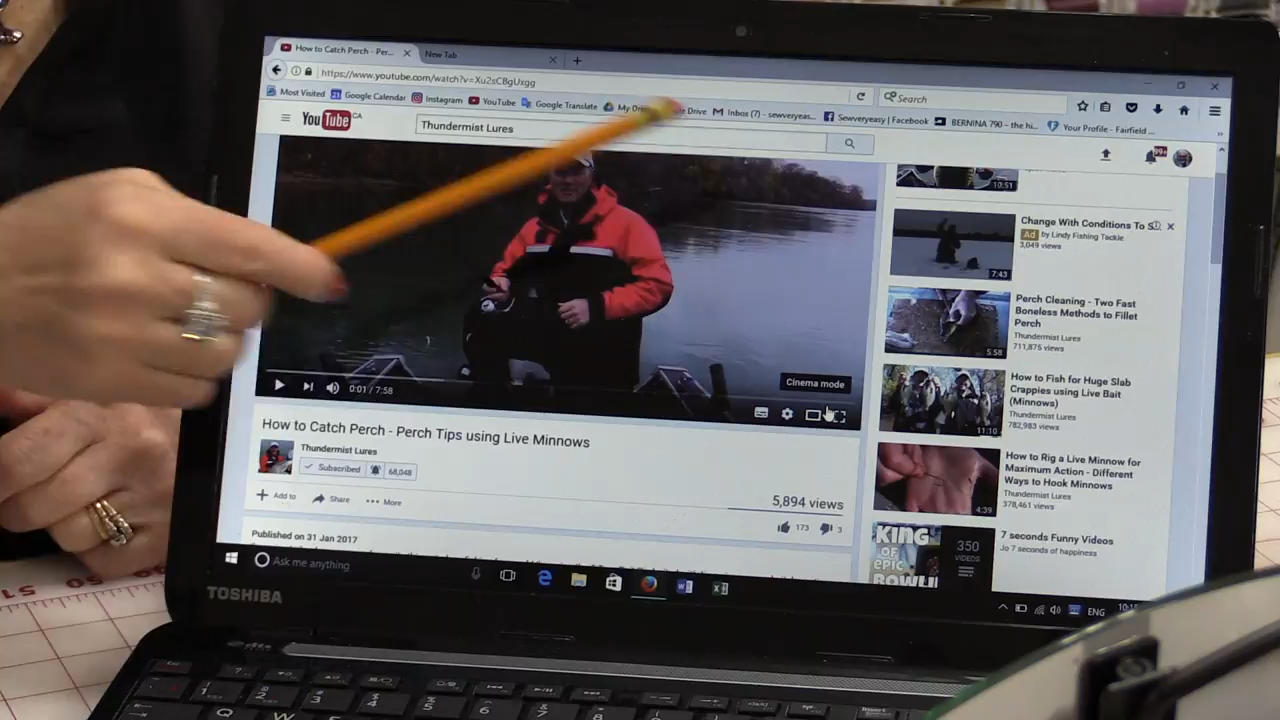 How to Catch Perch - Per...
New Tab
https://www.youtube.com/watch?v=Xu2sCBgUxgg
Search
Most Visited
Google Calendar
Instagram
YouTube
Google Translate
My Dri
Drive
Inbox (7) - sewveryeas...
Sewveryeasy | Facebook
BERNINA 790 – the hi...
Your Profile - Fairfield ...
YouTube CA
Thundermist Lures
99+
10:51
Change With Conditions To S
Ad by Lindy Fishing Tackle
3,049 views
7:43
Perch Cleaning - Two Fast
Boneless Methods to Fillet
Perch
Thundermist Lures
711,875 views
5:58
How to Fish for Huge Slab
Crappies using Live Bait
(Minnows)
Thundermist Lures
782,983 views
11:10
How to Rig a Live Minnow for
Maximum Action - Different
Ways to Hook Minnows
Thundermist Lures
378,461 views
4:39
7 seconds Funny Videos
Jo 7 seconds of happiness
KING
OF
epic
BOWLI
350
VIDEOS
Cinema mode
0:01 / 7:58
How to Catch Perch - Perch Tips using Live Minnows
Thundermist Lures
Subscribed
68,048
Add to
Share
More
5,894 views
173
3
Published on 31 Jan 2017
Ask me anything
ENG
TOSHIBA
dts